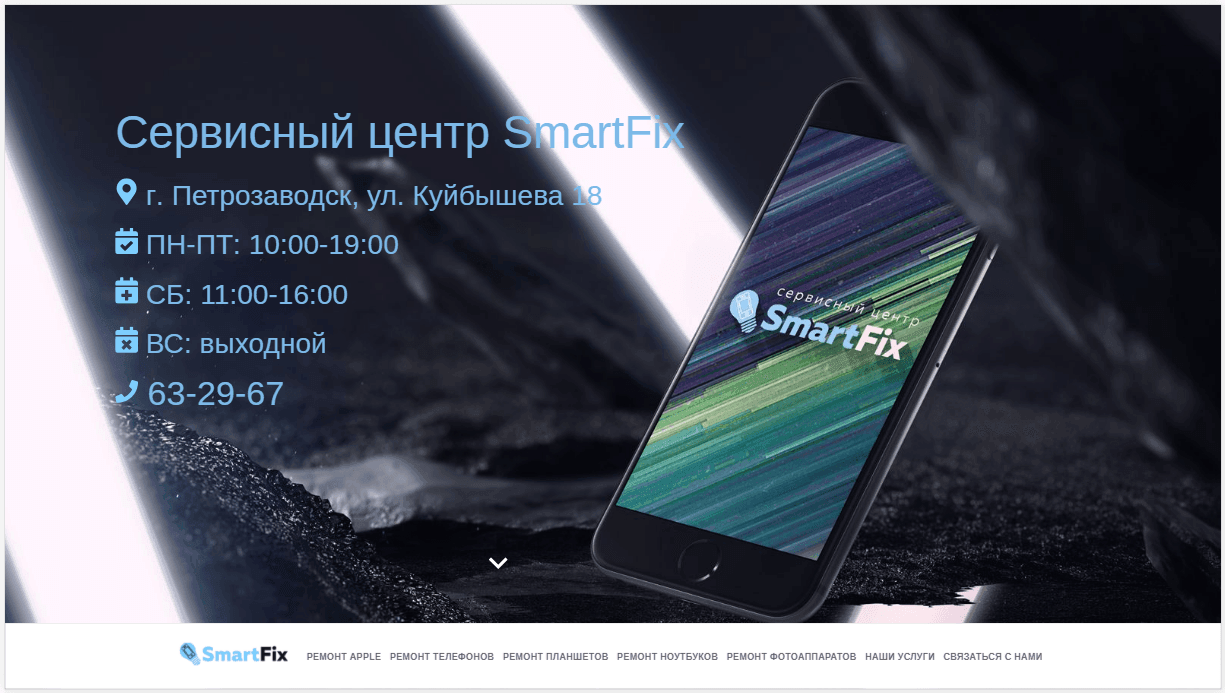 Сервисный центр SmartFix
г. Петрозаводск, ул. Куйбышева 18
ПН-ПТ: 10:00-19:00
СБ: 11:00-16:00
ВС: выходной
63-29-67
сервисный центр
SmartFix
SmartFix РЕМОНТ APPLE РЕМОНТ ТЕЛЕФОНОВ РЕМОНТ ПЛАНШЕТОВ РЕМОНТ НОУТБУКОВ РЕМОНТ ФОТОАППАРАТОВ НАШИ УСЛУГИ СВЯЗАТЬСЯ С НАМИ